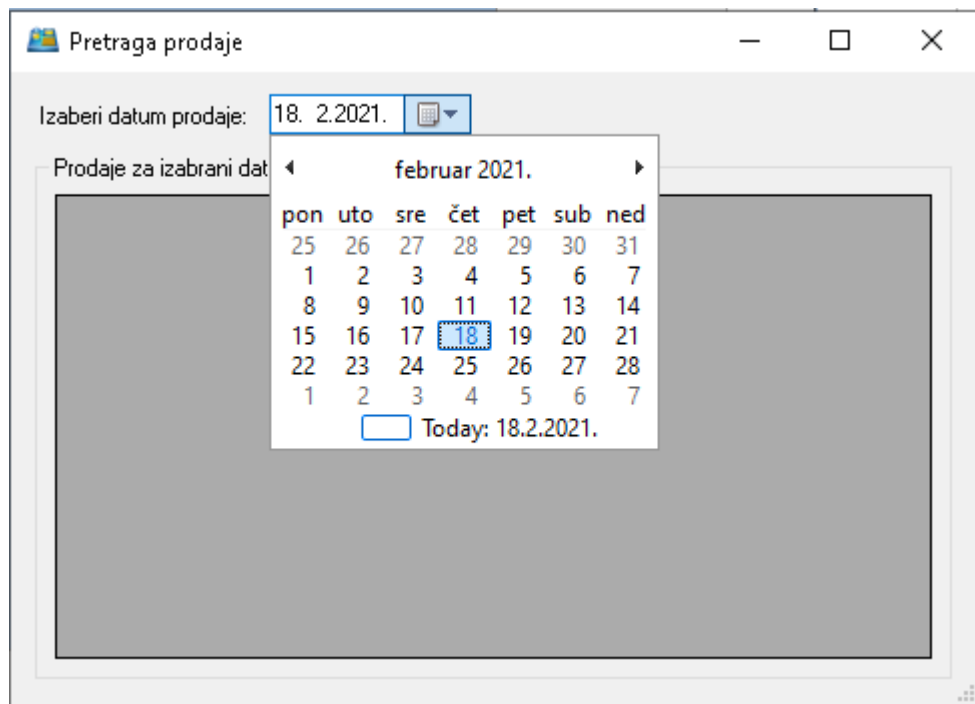 Pretraga prodaje
Izaberi datum prodaje: 18. 2.2021.
Prodaje za izabrani dat
februar 2021.
pon uto sre čet pet sub ned
25 26 27 28 29 30 31
1 2 3 4 5 6 7
8 9 10 11 12 13 14
15 16 17 18 19 20 21
22 23 24 25 26 27 28
1 2 3 4 5 6 7
Today: 18.2.2021.